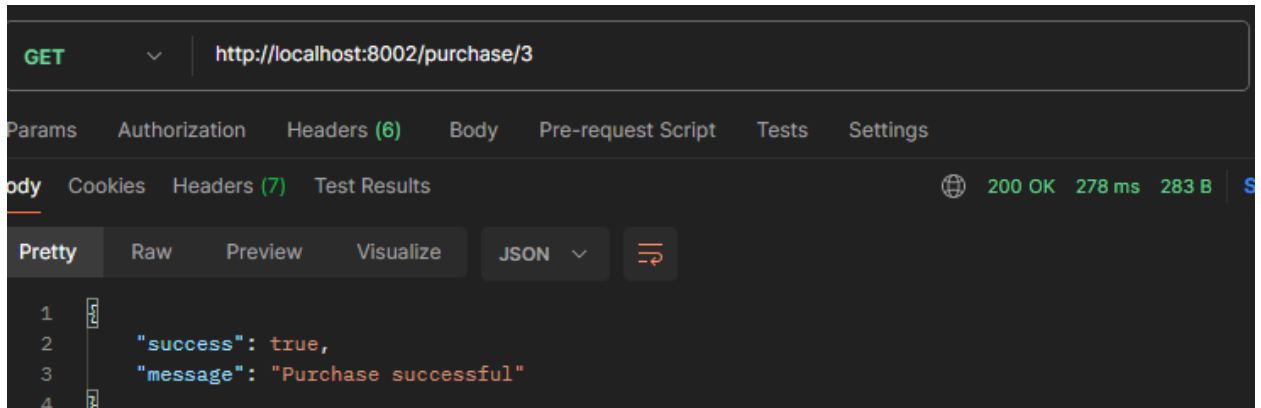 GET http://localhost:8002/purchase/3
Params Authorization Headers (6) Body Pre-request Script Tests Settings
ody Cookies Headers (7) Test Results 200 OK 278 ms 283 B S
Pretty Raw Preview Visualize JSON
1 {
2 "success": true,
3 "message": "Purchase successful"
4 }